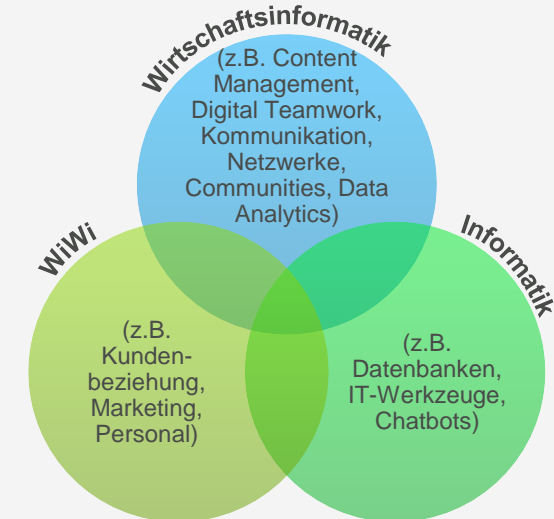 Wirtschaftsinformatik
(z.B. Content
Management,
Digital Teamwork,
Kommunikation,
Netzwerke,
Communities, Data
Analytics)
WiWi
(z.B.
Kunden-
beziehung,
Marketing,
Personal)
Informatik
(z.B.
Datenbanken,
IT-Werkzeuge,
Chatbots)